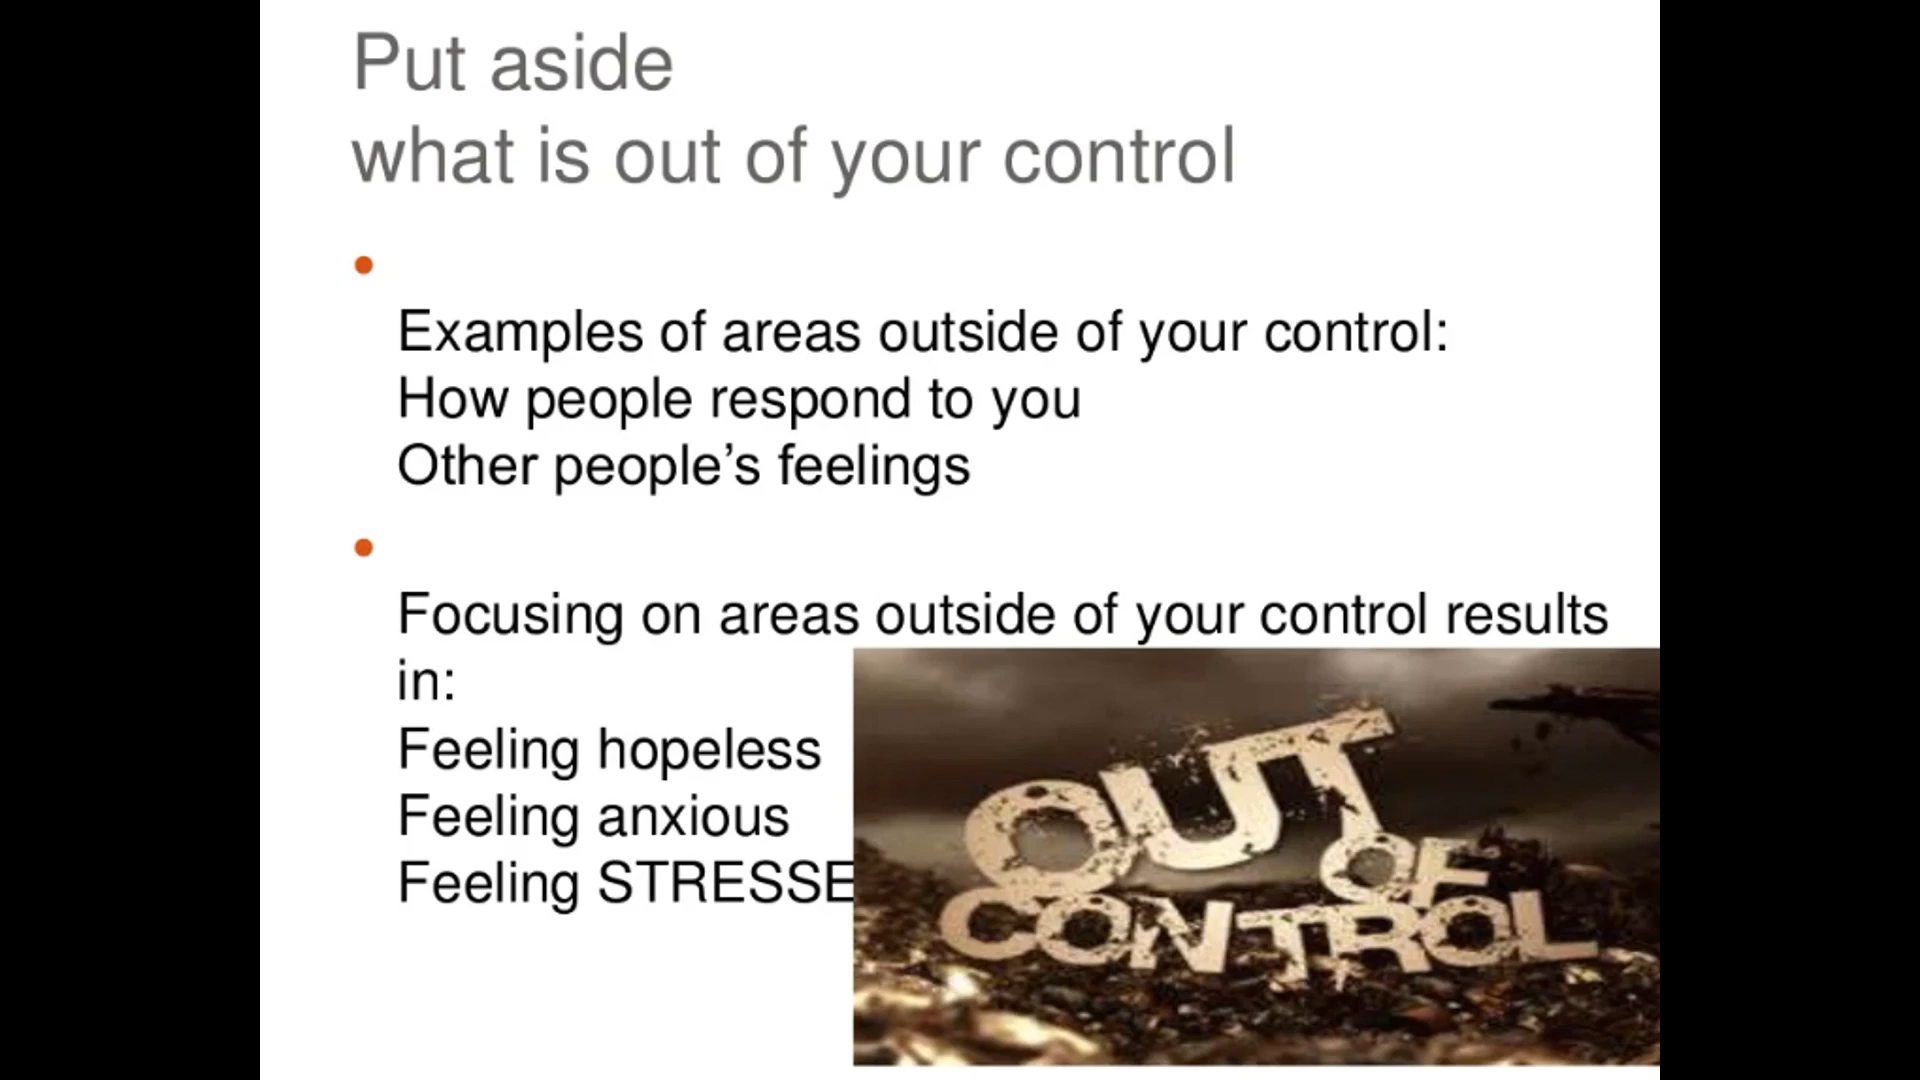 Put aside
what is out of your control
Examples of areas outside of your control:
How people respond to you
Other people’s feelings
Focusing on areas outside of your control results
in:
Feeling hopeless
Feeling anxious
Feeling STRESSE
OUT
OF
CONTROL